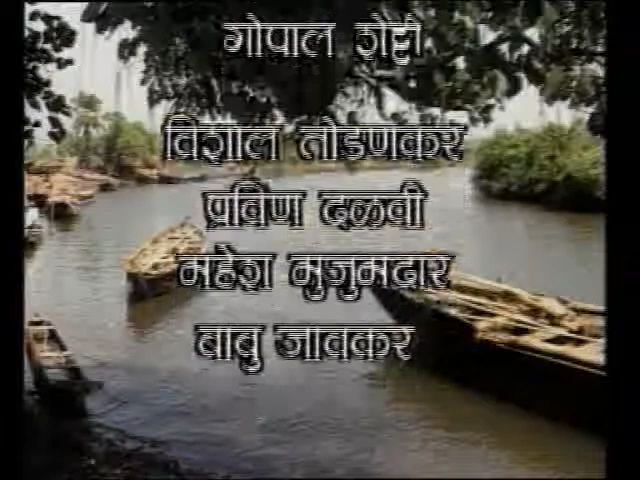 गोपाल शेट्टी
विशाल तोडणकर
प्रविण दळवी
महेश मुजुमदार
बाबु जावकर